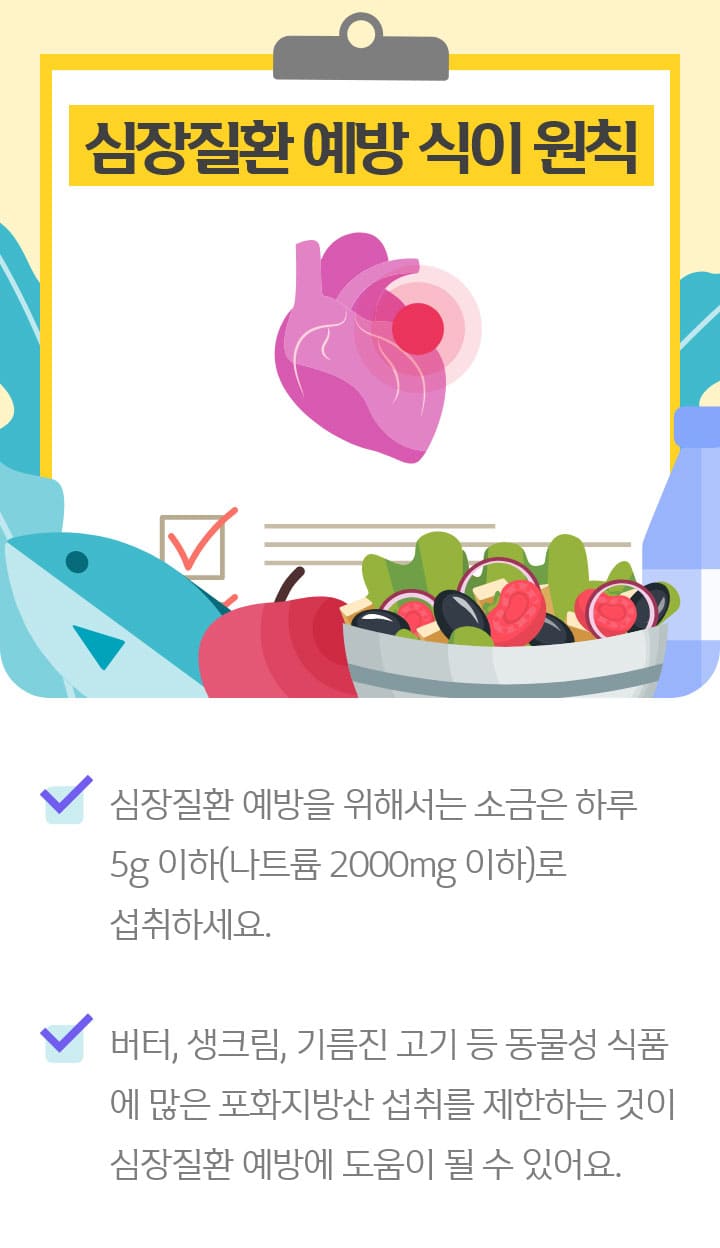 심장질환 예방 식이 원칙
심장질환 예방을 위해서는 소금은 하루
5g 이하(나트륨 2000mg 이하)로
섭취하세요.
버터, 생크림, 기름진 고기 등 동물성 식품
에 많은 포화지방산 섭취를 제한하는 것이
심장질환 예방에 도움이 될 수 있어요.